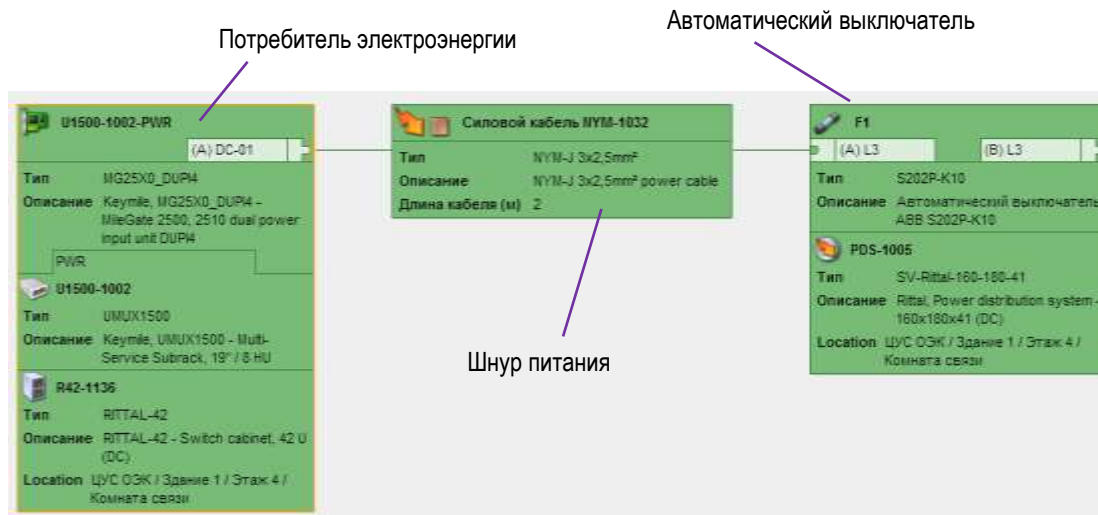 Автоматический выключатель
Потребитель электроэнергии
U1500-1002-PWR
(A) DC-01
Тип MG25X0_DUPI4
Описание Keymile, MG25X0_DUPI4 -
MileGate 2500, 2510 dual power
input unit DUPI4
PWR
U1500-1002
Тип UMUX1500
Описание Keymile, UMUX1500 - Multi-
Service Subrack, 19" / 8 HU
R42-1136
Тип RITTAL-42
Описание RITTAL-42 - Switch cabinet, 42 U
(DC)
Location ЦУС ОЭК / Здание 1 / Этаж 4 /
Комната связи
Силовой кабель NYM-1032
Тип NYM-J 3x2,5mm²
Описание NYM-J 3x2,5mm² power cable
Длина кабеля (м) 2
Шнур питания
F1
(A) L3 (B) L3
Тип S202P-K10
Описание Автоматический выключатель
ABB S202P-K10
PDS-1005
Тип SV-Rittal-160-180-41
Описание Rittal, Power distribution system -
160x180x41 (DC)
Location ЦУС ОЭК / Здание 1 / Этаж 4 /
Комната связи